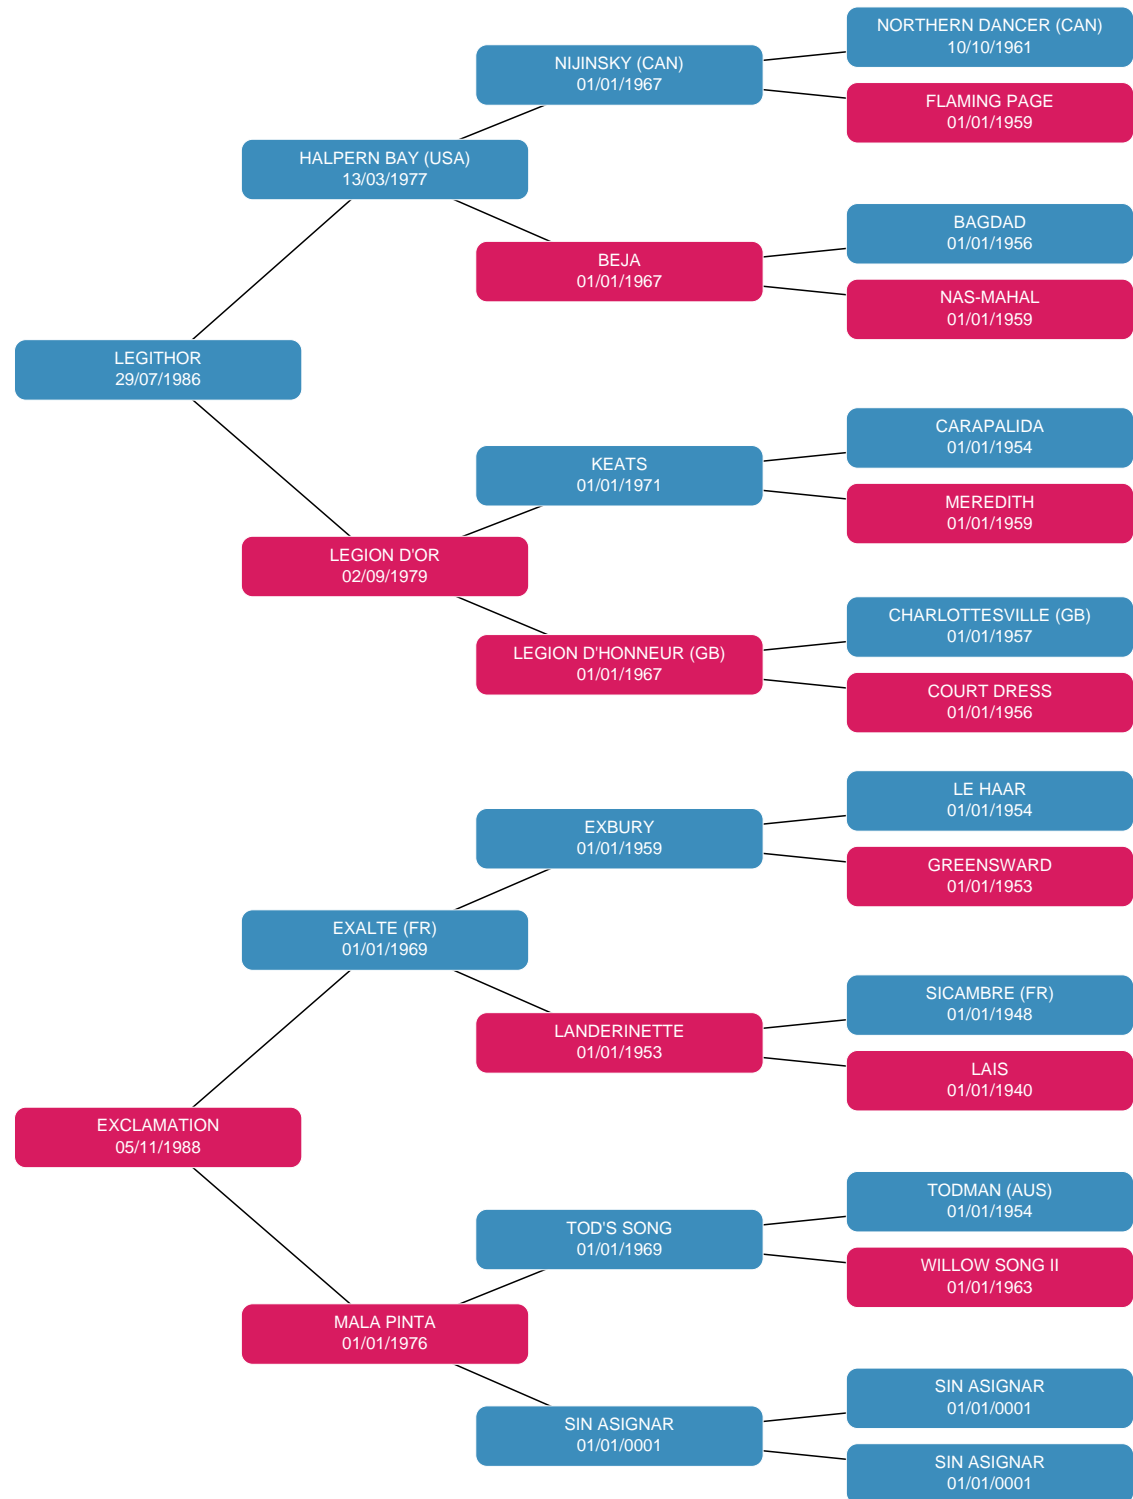 NORTHERN DANCER (CAN)
10/10/1961
NIJINSKY (CAN)
01/01/1967
FLAMING PAGE
01/01/1959
HALPERN BAY (USA)
13/03/1977
BAGDAD
01/01/1956
BEJA
01/01/1967
NAS-MAHAL
01/01/1959
LEGITHOR
29/07/1986
CARAPALIDA
01/01/1954
KEATS
01/01/1971
MEREDITH
01/01/1959
LEGION D'OR
02/09/1979
CHARLOTTESVILLE (GB)
01/01/1957
LEGION D'HONNEUR (GB)
01/01/1967
COURT DRESS
01/01/1956
LE HAAR
01/01/1954
EXBURY
01/01/1959
GREENSWARD
01/01/1953
EXALTE (FR)
01/01/1969
SICAMBRE (FR)
01/01/1948
LANDERINETTE
01/01/1953
LAIS
01/01/1940
EXCLAMATION
05/11/1988
TODMAN (AUS)
01/01/1954
TOD'S SONG
01/01/1969
WILLOW SONG II
01/01/1963
MALA PINTA
01/01/1976
SIN ASIGNAR
01/01/0001
SIN ASIGNAR
01/01/0001
SIN ASIGNAR
01/01/0001